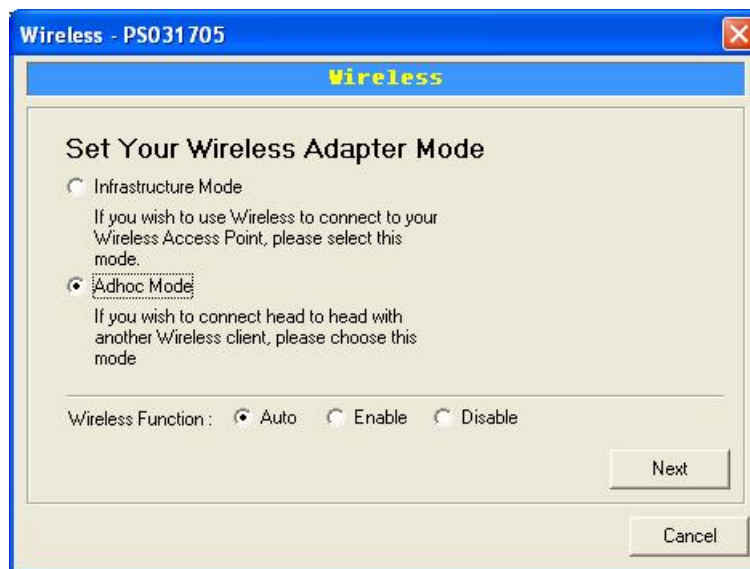 Wireless - PS031705
Wireless
Set Your Wireless Adapter Mode
Infrastructure Mode
If you wish to use Wireless to connect to your
Wireless Access Point, please select this
mode.
Adhoc Mode
If you wish to connect head to head with
another Wireless client, please choose this
mode
Wireless Function : Auto Enable Disable
Next
Cancel